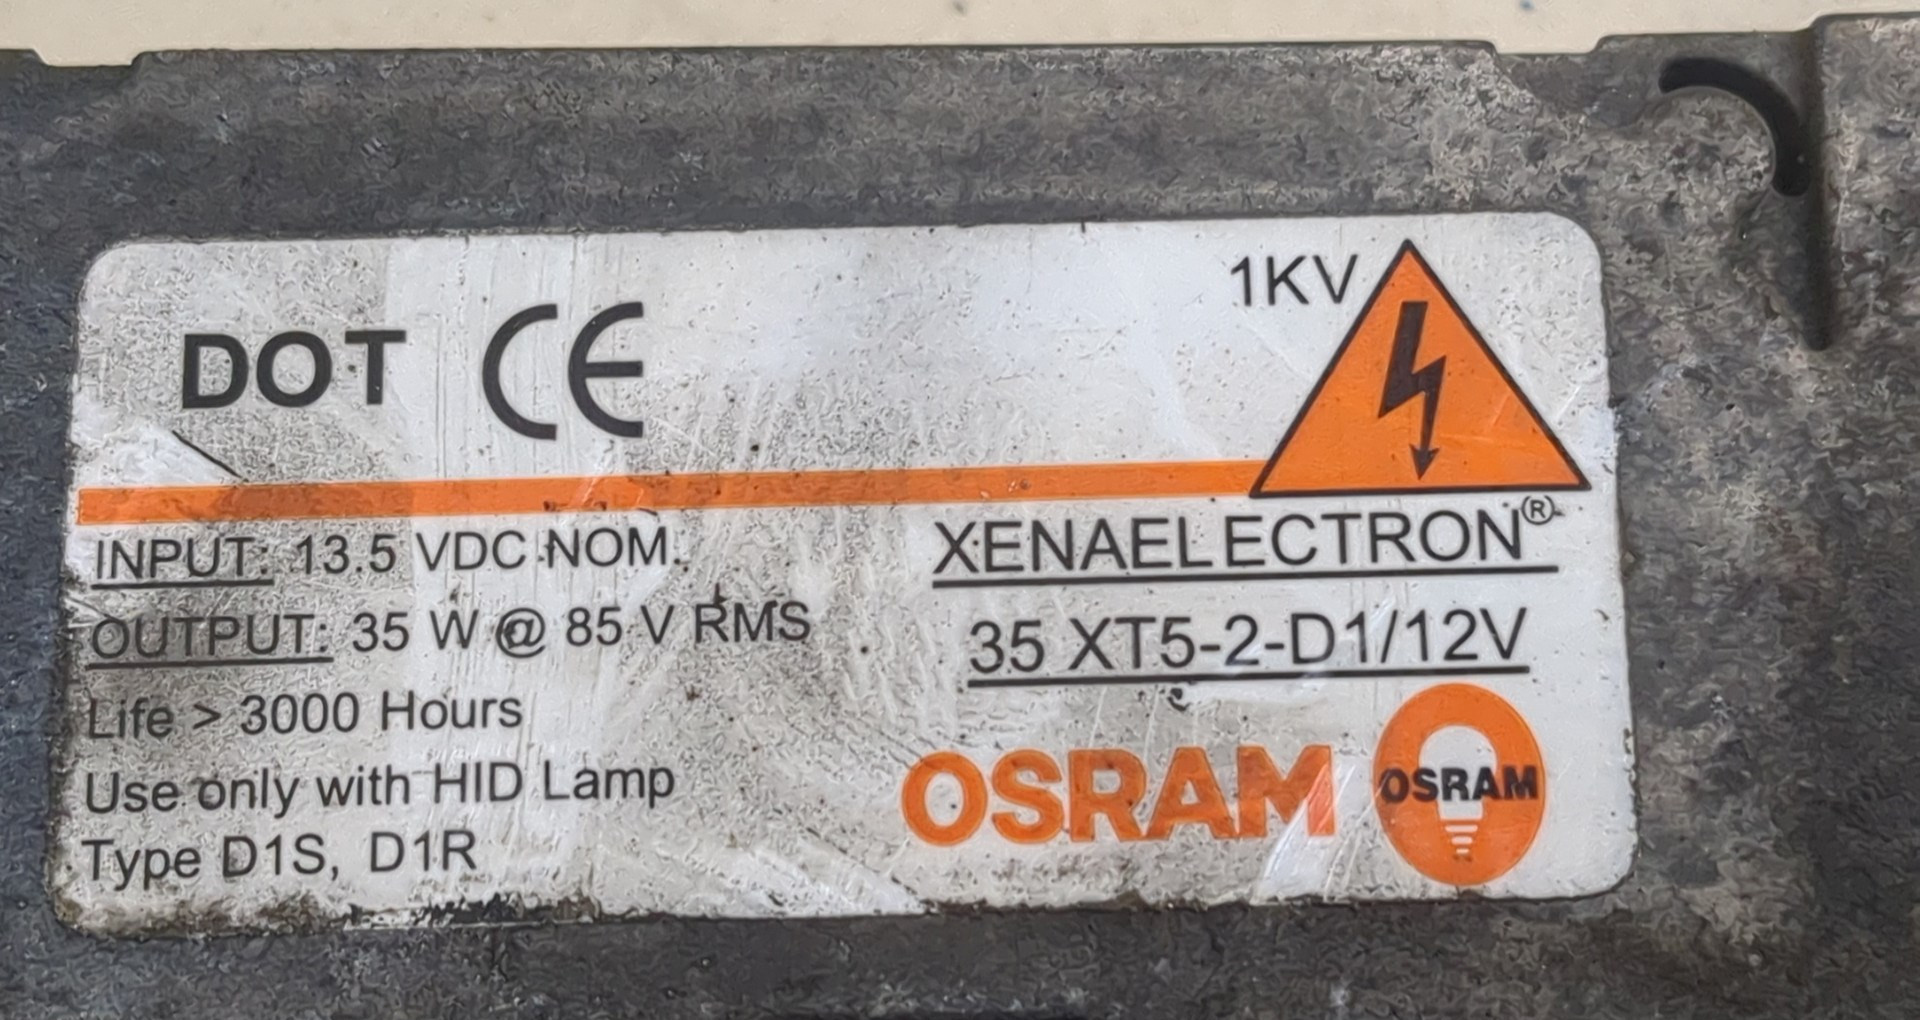 DOT CE
1KV
INPUT: 13.5 VDC NOM.
OUTPUT: 35 W @ 85 V RMS
Life > 3000 Hours
Use only with HID Lamp
Type D1S, D1R
XENAELECTRON®
35 XT5-2-D1/12V
OSRAM
OSRAM